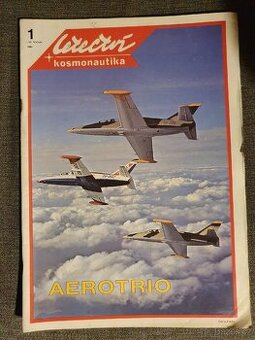 1
Letectví
+kosmonautika
AEROTRIO